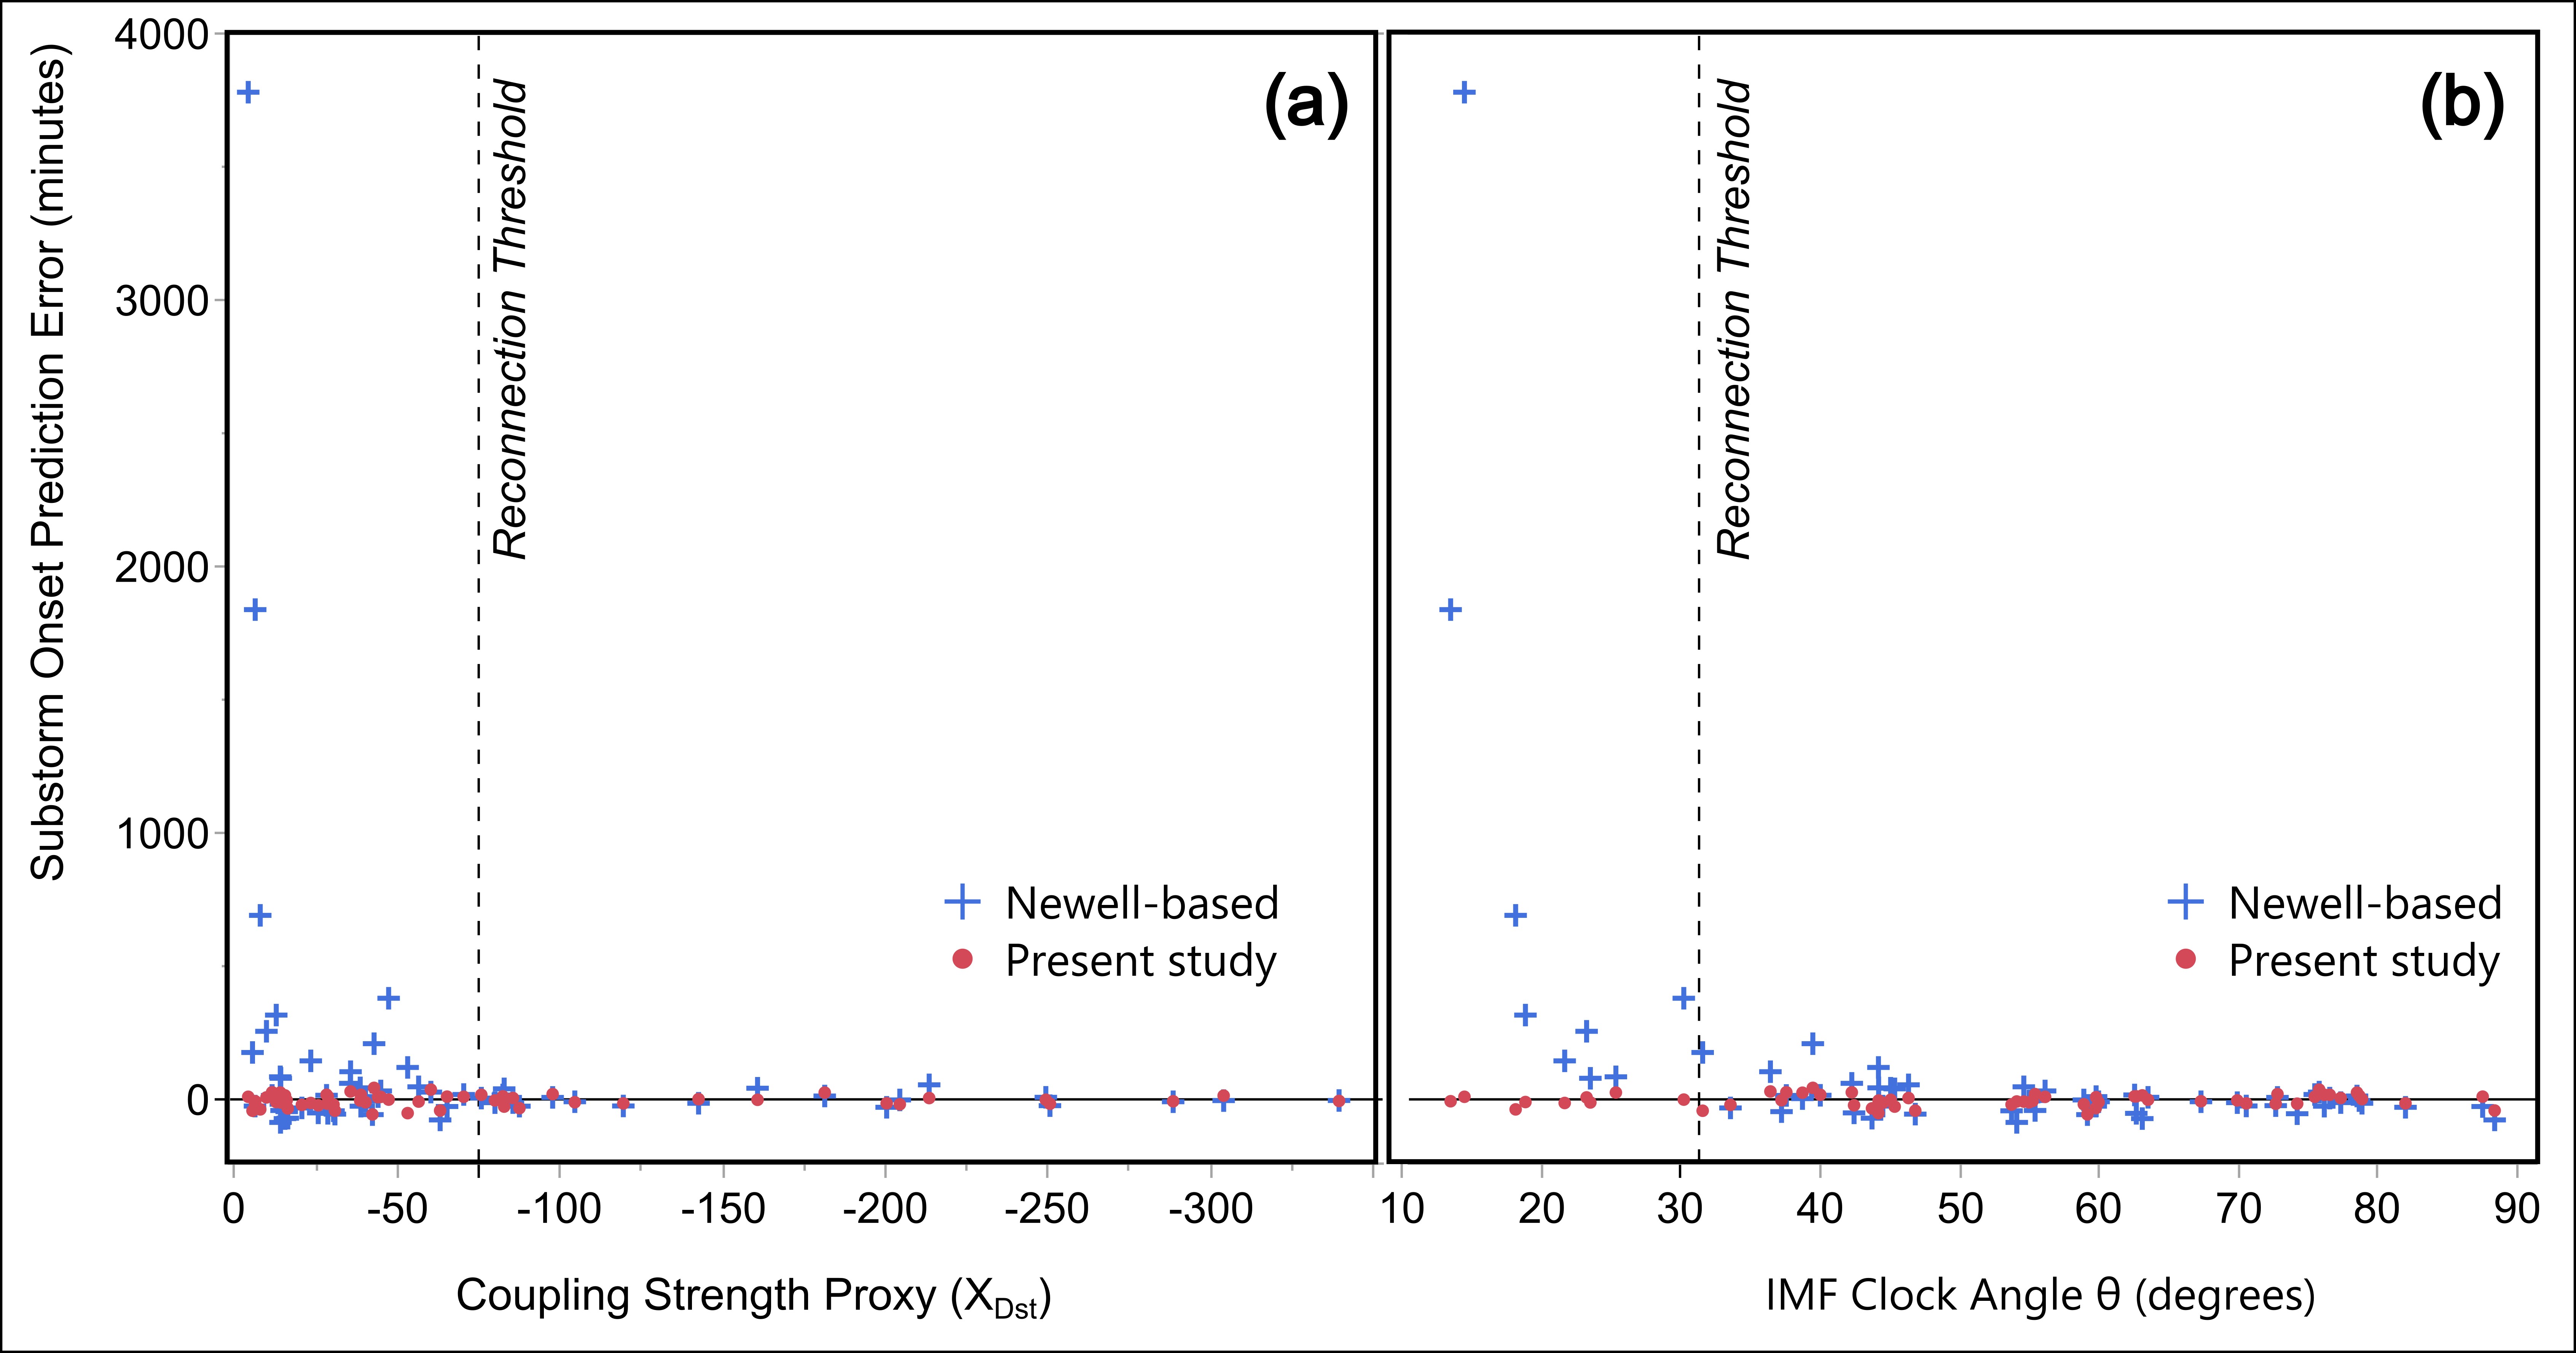 Substorm Onset Prediction Error (minutes)
4000
3000
2000
1000
0
(a)
Reconnection Threshold
Newell-based
Present study
0 -50 -100 -150 -200 -250 -300
Coupling Strength Proxy (XDst)
(b)
Reconnection Threshold
Newell-based
Present study
10 20 30 40 50 60 70 80 90
IMF Clock Angle θ (degrees)